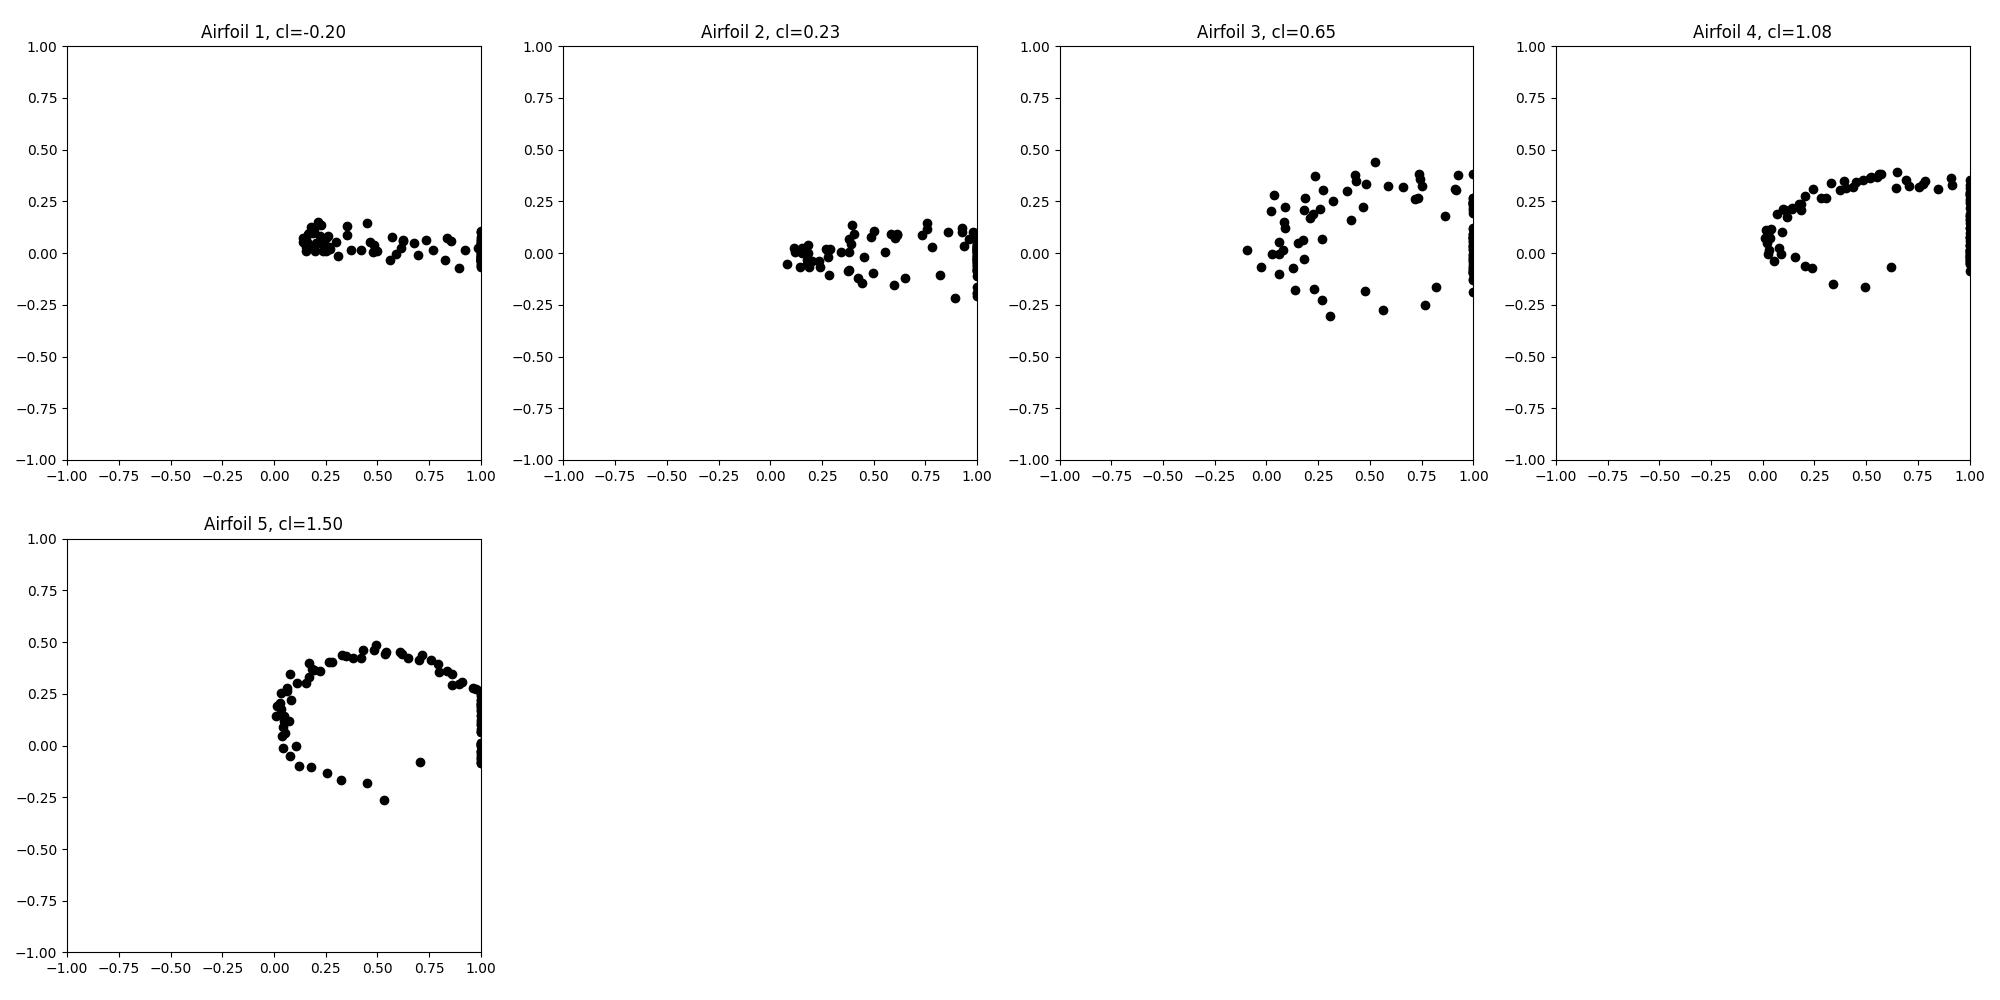 Airfoil 1, cl=-0.20
Airfoil 2, cl=0.23
Airfoil 3, cl=0.65
Airfoil 4, cl=1.08
1.00 1.00 1.00 1.00
0.75 0.75 0.75 0.75
0.50 0.50 0.50 0.50
0.25 0.25 0.25 0.25
0.00 0.00 0.00 0.00
−0.25 −0.25 −0.25 −0.25
−0.50 −0.50 −0.50 −0.50
−0.75 −0.75 −0.75 −0.75
−1.00 −1.00 −1.00 −1.00
−1.00 −0.75 −0.50 −0.25 0.00 0.25 0.50 0.75 1.00
−1.00 −0.75 −0.50 −0.25 0.00 0.25 0.50 0.75 1.00
−1.00 −0.75 −0.50 −0.25 0.00 0.25 0.50 0.75 1.00
−1.00 −0.75 −0.50 −0.25 0.00 0.25 0.50 0.75 1.00
Airfoil 5, cl=1.50
1.00
0.75
0.50
0.25
0.00
−0.25
−0.50
−0.75
−1.00
−1.00 −0.75 −0.50 −0.25 0.00 0.25 0.50 0.75 1.00